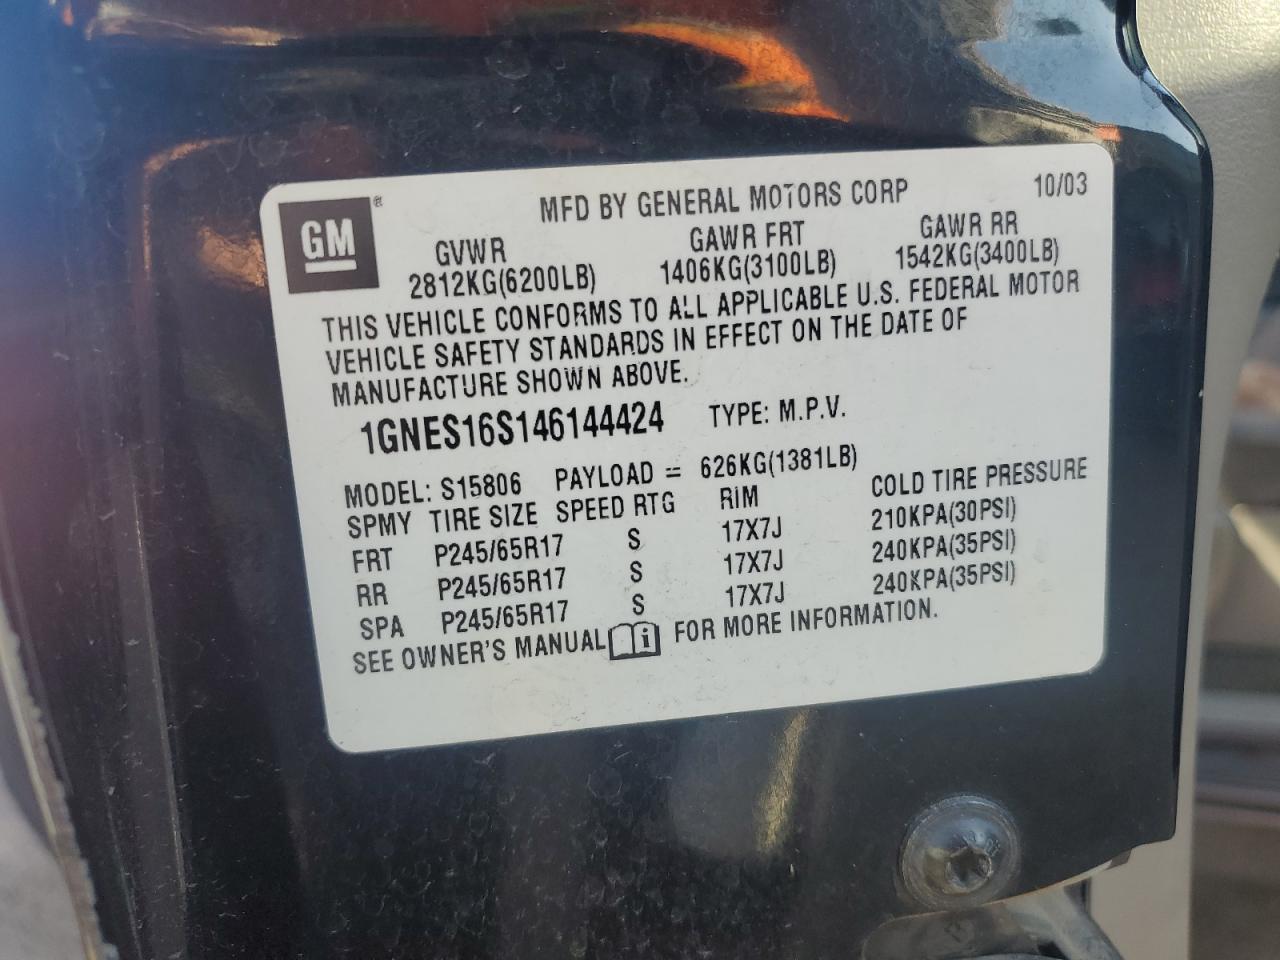 GM®
MFD BY GENERAL MOTORS CORP 10/03
GVWR GAWR FRT GAWR RR
2812KG(6200LB) 1406KG(3100LB) 1542KG(3400LB)
THIS VEHICLE CONFORMS TO ALL APPLICABLE U.S. FEDERAL MOTOR
VEHICLE SAFETY STANDARDS IN EFFECT ON THE DATE OF
MANUFACTURE SHOWN ABOVE.
1GNES16S146144424 TYPE: M.P.V.
MODEL: S15806 PAYLOAD = 626KG(1381LB)
SPMY TIRE SIZE SPEED RTG RIM COLD TIRE PRESSURE
FRT P245/65R17 S 17X7J 210KPA(30PSI)
RR P245/65R17 S 17X7J 240KPA(35PSI)
SPA P245/65R17 S 17X7J 240KPA(35PSI)
SEE OWNER'S MANUAL i FOR MORE INFORMATION.